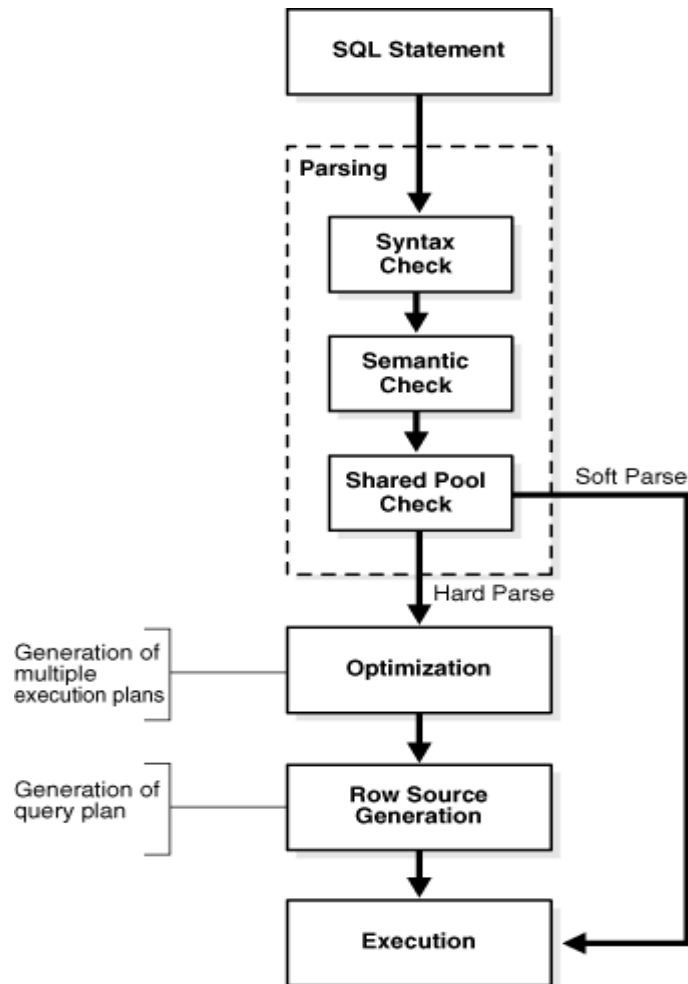 SQL Statement
Parsing
Syntax
Check
Semantic
Check
Shared Pool
Check
Soft Parse
Hard Parse
Generation of
multiple
execution plans
Optimization
Generation of
query plan
Row Source
Generation
Execution